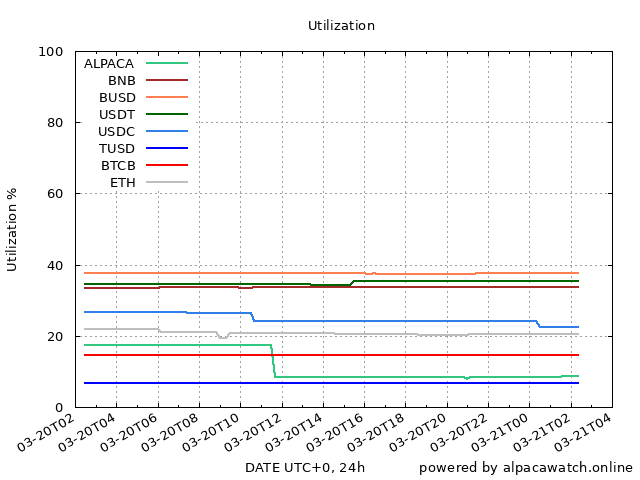 Utilization
100
80
60
40
20
0
Utilization %
ALPACA
BNB
BUSD
USDT
USDC
TUSD
BTCB
ETH
03-20T02
03-20T04
03-20T06
03-20T08
03-20T10
03-20T12
03-20T14
03-20T16
03-20T18
03-20T20
03-20T22
03-21T00
03-21T02
03-21T04
DATE UTC+0, 24h
powered by alpacawatch.online